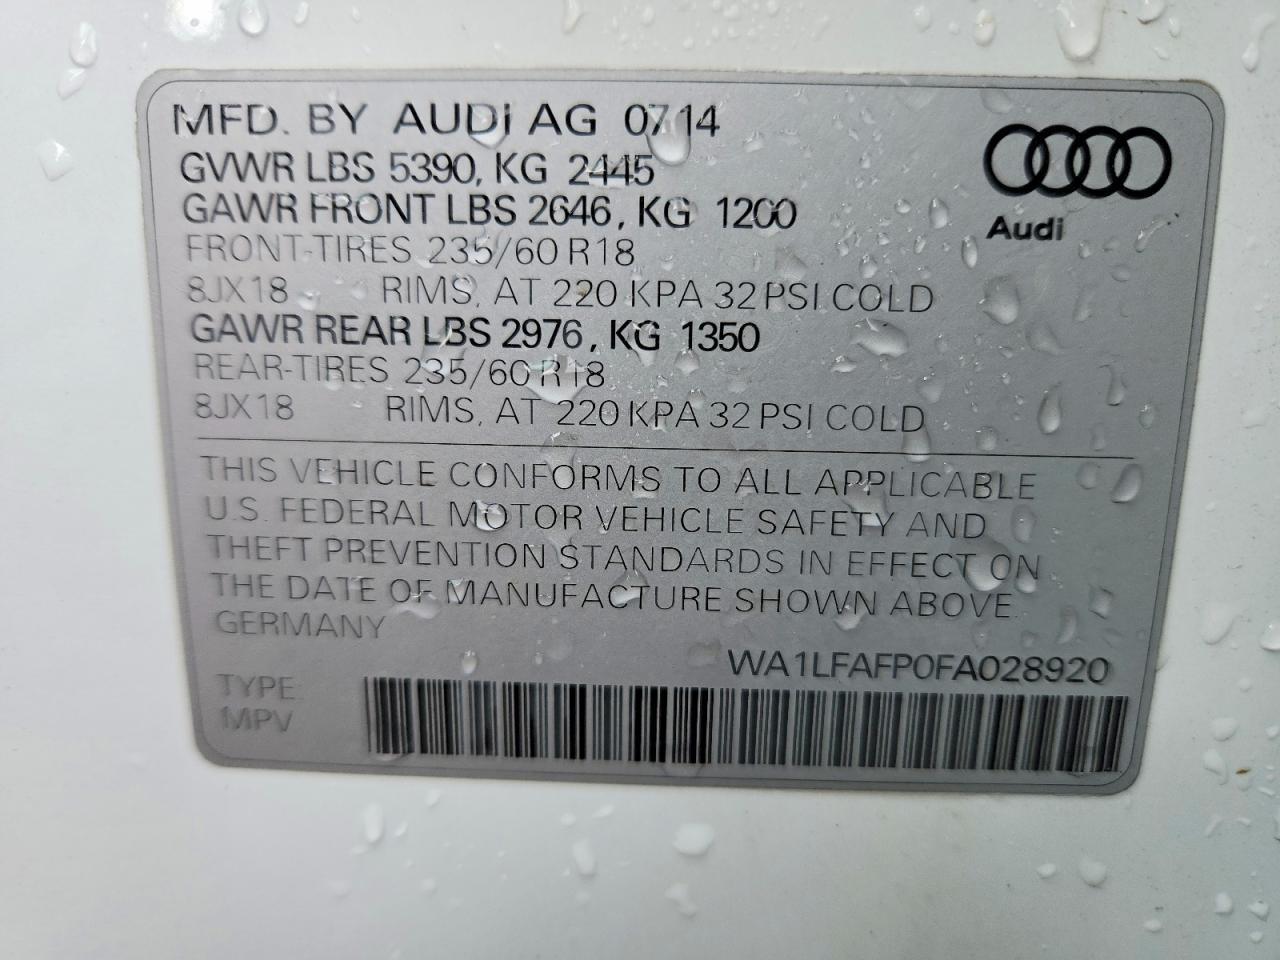 MFD. BY AUDI AG 07 14
Audi
GVWR LBS 5390, KG 2445
GAWR FRONT LBS 2646, KG 1200
FRONT-TIRES 235/60 R18
8JX18 RIMS, AT 220 KPA 32 PSI COLD
GAWR REAR LBS 2976, KG 1350
REAR-TIRES 235/60 R18
8JX18 RIMS, AT 220 KPA 32 PSI COLD
THIS VEHICLE CONFORMS TO ALL APPLICABLE
U.S. FEDERAL MOTOR VEHICLE SAFETY AND
THEFT PREVENTION STANDARDS IN EFFECT ON
THE DATE OF MANUFACTURE SHOWN ABOVE
GERMANY
WA1LFAFP0FA028920
TYPE
MPV